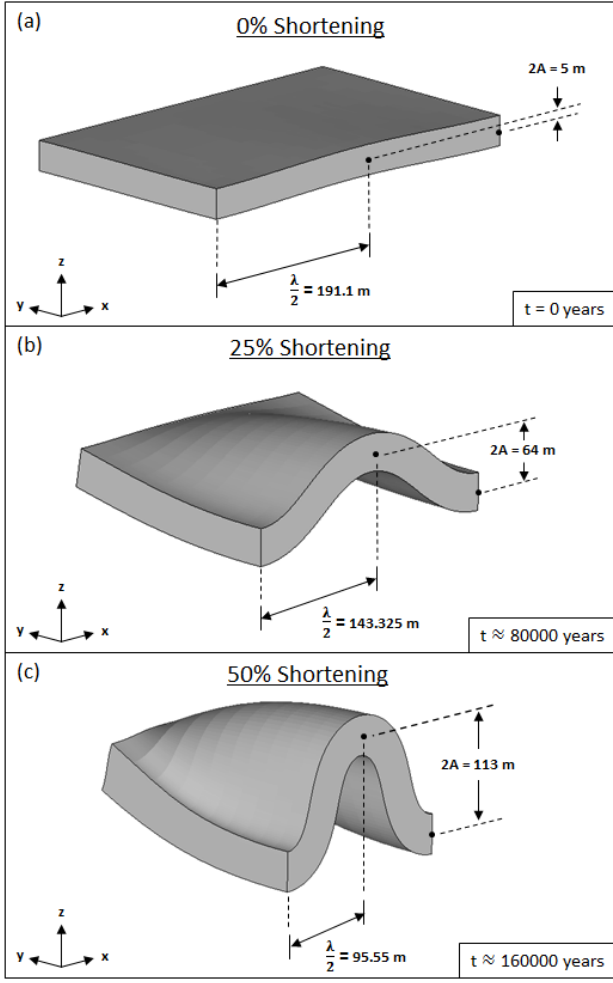 (a)
0% Shortening
2A = 5 m
λ/2 = 191.1 m
z
y
x
t = 0 years
(b)
25% Shortening
2A = 64 m
λ/2 = 143.325 m
z
y
x
t ≈ 80000 years
(c)
50% Shortening
2A = 113 m
λ/2 = 95.55 m
z
y
x
t ≈ 160000 years